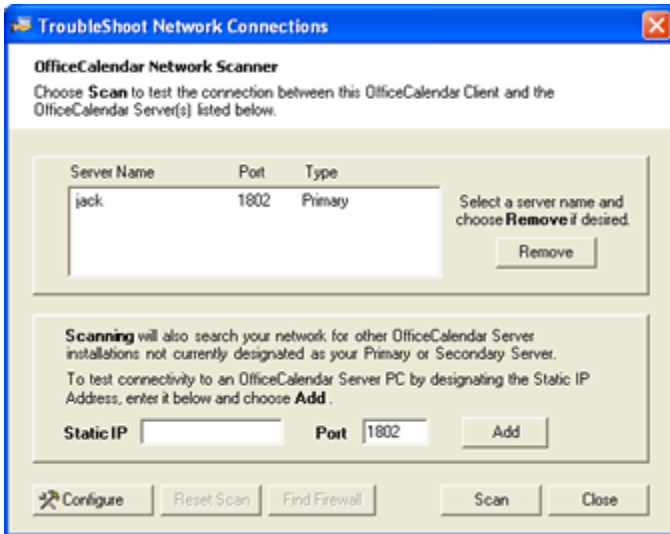 TroubleShoot Network Connections
OfficeCalendar Network Scanner
Choose Scan to test the connection between this OfficeCalendar Client and the
OfficeCalendar Server(s) listed below.
Server Name Port Type
jack 1802 Primary
Select a server name and
choose Remove if desired.
Remove
Scanning will also search your network for other OfficeCalendar Server
installations not currently designated as your Primary or Secondary Server.
To test connectivity to an OfficeCalendar Server PC by designating the Static IP
Address, enter it below and choose Add .
Static IP Port 1802 Add
Configure Reset Scan Find Firewall Scan Close